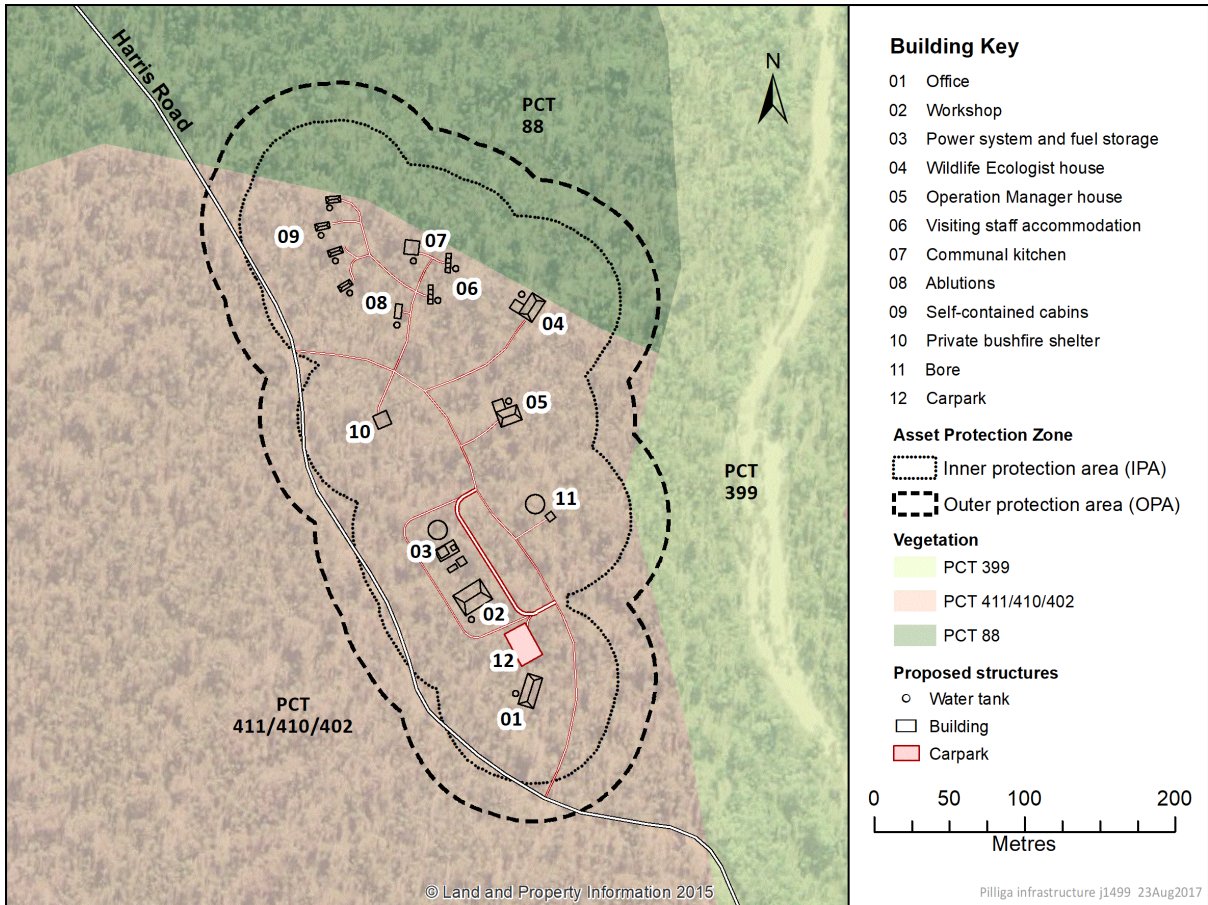 Harris Road
PCT
88
09
07
06
08
04
05
10
PCT
399
11
03
02
12
PCT
411/410/402
01
© Land and Property Information 2015
N
Building Key
01 Office
02 Workshop
03 Power system and fuel storage
04 Wildlife Ecologist house
05 Operation Manager house
06 Visiting staff accommodation
07 Communal kitchen
08 Ablutions
09 Self-contained cabins
10 Private bushfire shelter
11 Bore
12 Carpark
Asset Protection Zone
Inner protection area (IPA)
Outer protection area (OPA)
Vegetation
PCT 399
PCT 411/410/402
PCT 88
Proposed structures
Water tank
Building
Carpark
0 50 100 200
Metres
Pilliga infrastructure j1499 23Aug2017